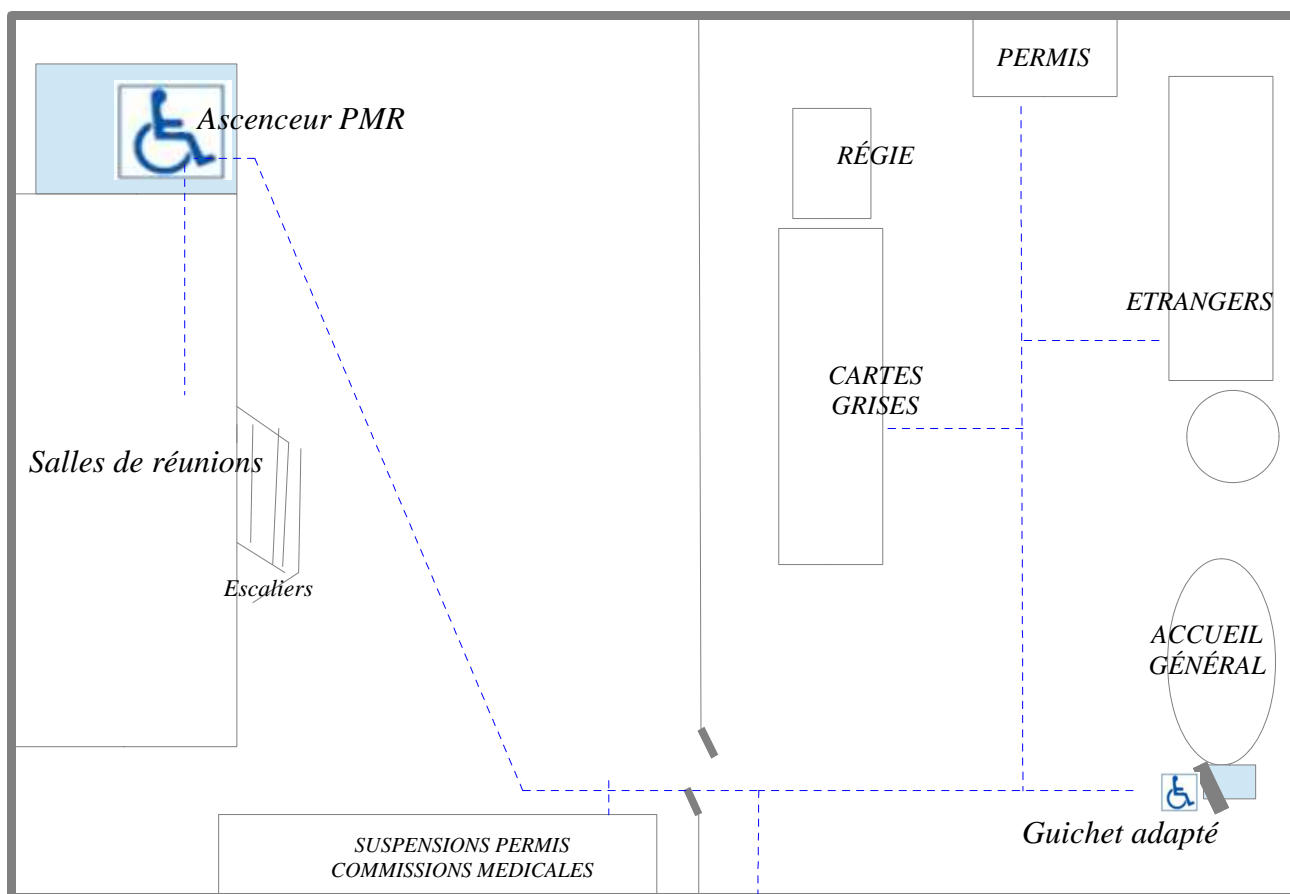 PERMIS
Ascenceur PMR
RÉGIE
ETRANGERS
CARTES
GRISES
Salles de réunions
Escaliers
ACCUEIL
GÉNÉRAL
Guichet adapté
SUSPENSIONS PERMIS
COMMISSIONS MEDICALES